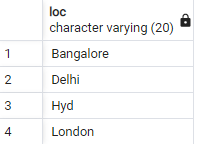 loc
character varying (20)
1 Bangalore
2 Delhi
3 Hyd
4 London